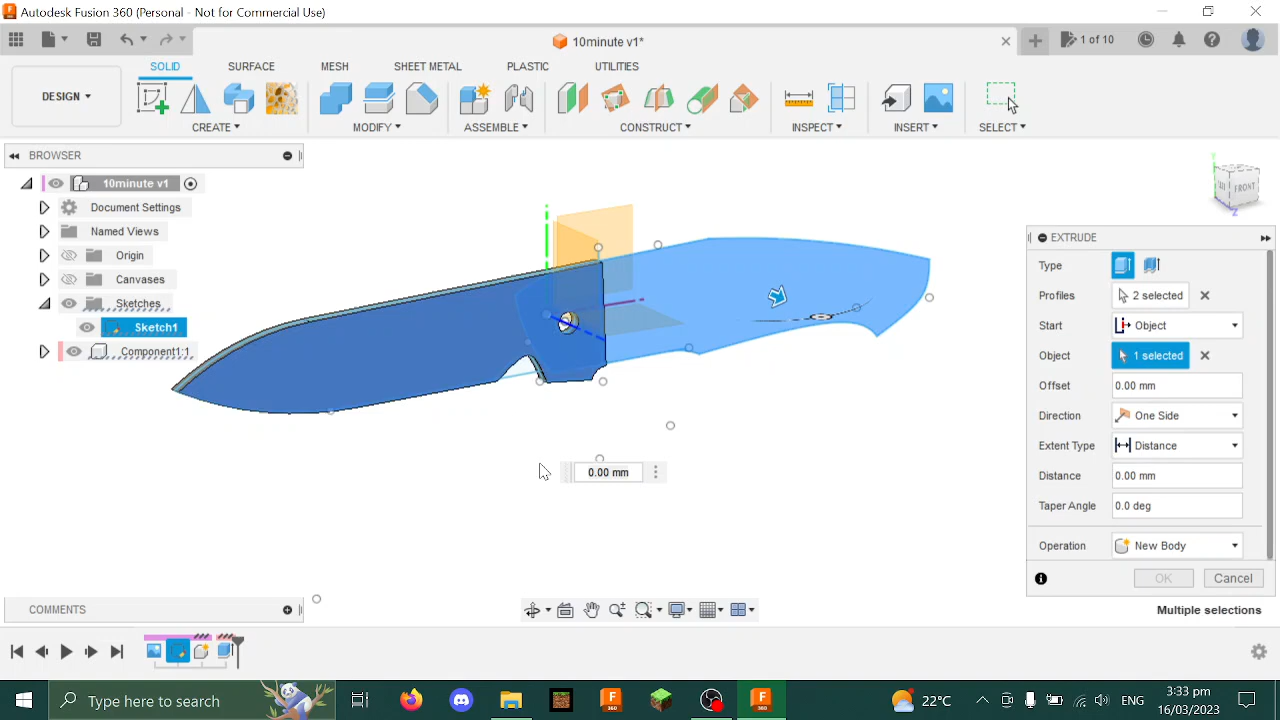 Autodesk Fusion 360 (Personal - Not for Commercial Use)
10minute v1*
1 of 10
SOLID
SURFACE
MESH
SHEET METAL
PLASTIC
UTILITIES
DESIGN
CREATE
MODIFY
ASSEMBLE
CONSTRUCT
INSPECT
INSERT
SELECT
BROWSER
10minute v1
Document Settings
Named Views
Origin
Canvases
Sketches
Sketch1
Component1:1
FRONT
EXTRUDE
Type
Profiles
2 selected
Start
Object
Object
1 selected
Offset
0.00 mm
Direction
One Side
Extent Type
Distance
Distance
0.00 mm
Taper Angle
0.0 deg
Operation
New Body
OK
Cancel
0.00 mm
COMMENTS
Multiple selections
Type here to search
22°C
ENG
3:33 pm
16/03/2023